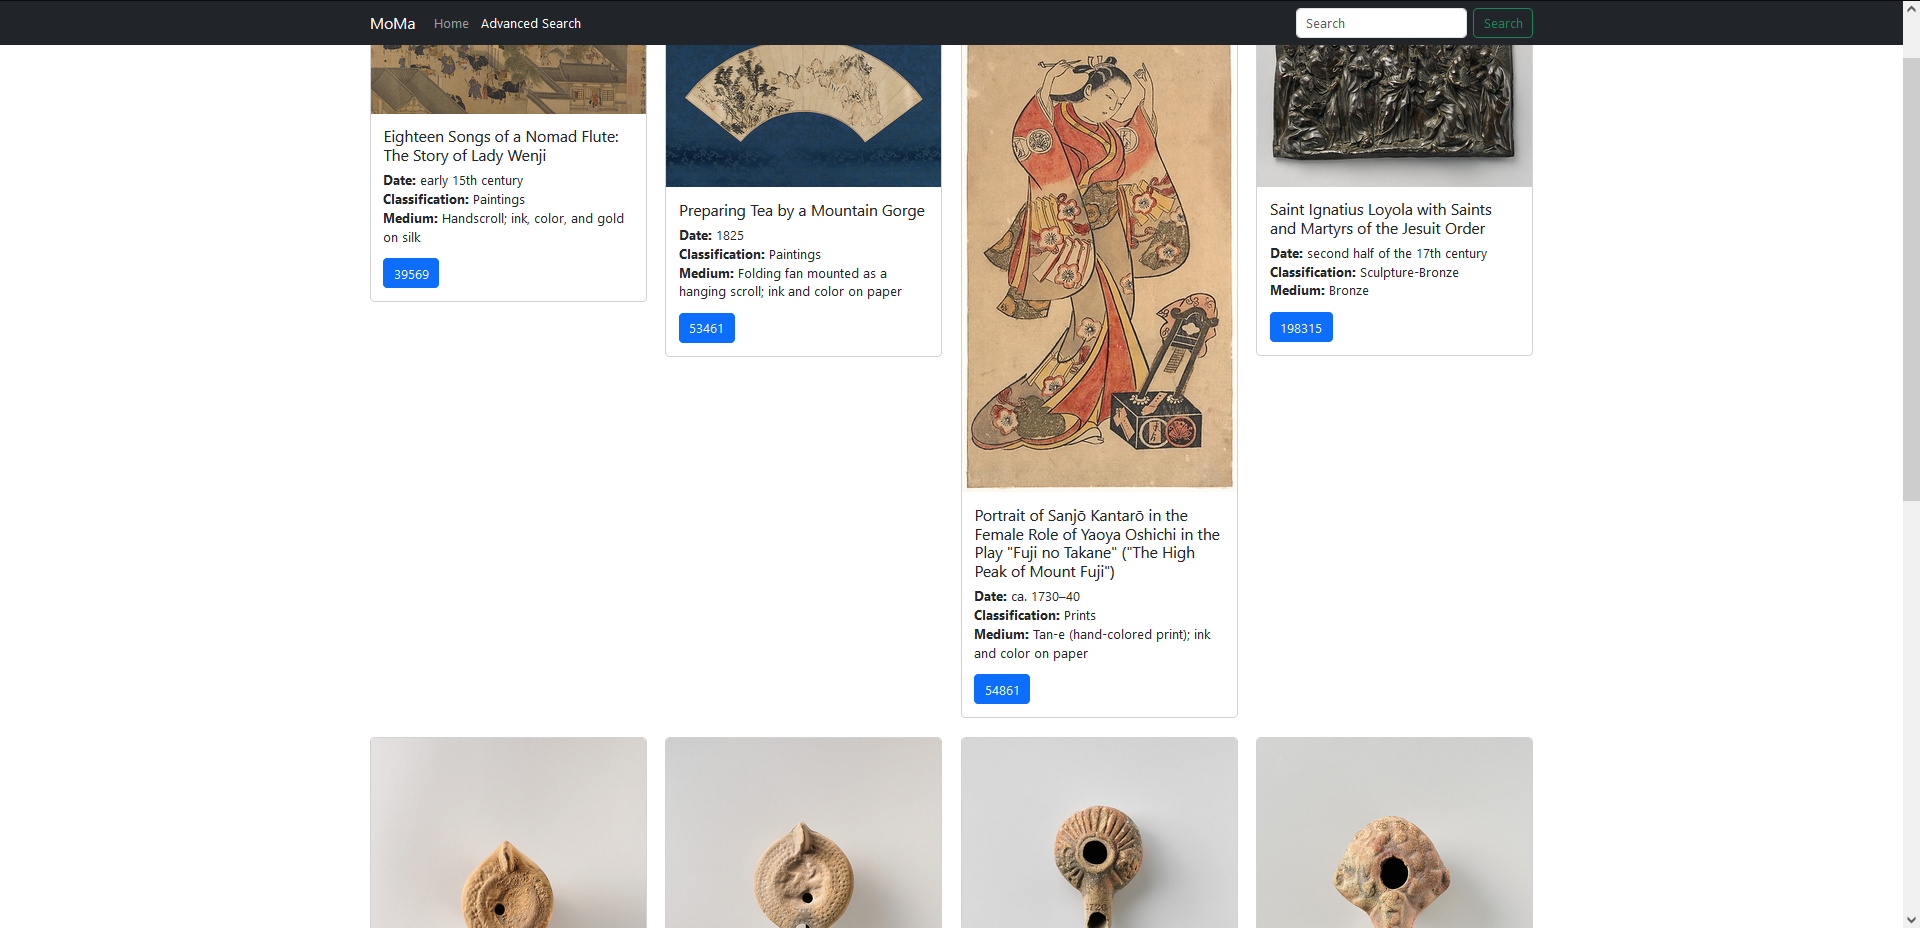 MoMa Home Advanced Search Search Search
Eighteen Songs of a Nomad Flute:
The Story of Lady Wenji
Date: early 15th century
Classification: Paintings
Medium: Handscroll; ink, color, and gold
on silk
39569
Preparing Tea by a Mountain Gorge
Date: 1825
Classification: Paintings
Medium: Folding fan mounted as a
hanging scroll; ink and color on paper
53461
Portrait of Sanjō Kantarō in the
Female Role of Yaoya Oshichi in the
Play "Fuji no Takane" ("The High
Peak of Mount Fuji")
Date: ca. 1730–40
Classification: Prints
Medium: Tan-e (hand-colored print); ink
and color on paper
54861
Saint Ignatius Loyola with Saints
and Martyrs of the Jesuit Order
Date: second half of the 17th century
Classification: Sculpture-Bronze
Medium: Bronze
198315